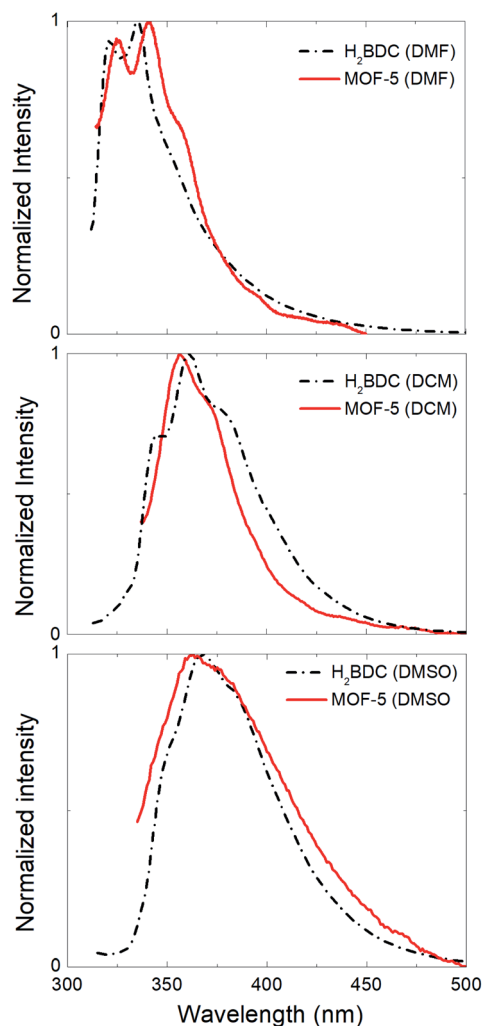 1
H₂BDC (DMF)
MOF-5 (DMF)
Normalized Intensity
0
1
H₂BDC (DCM)
MOF-5 (DCM)
Normalized Intensity
0
1
H₂BDC (DMSO)
MOF-5 (DMSO
Normalized intensity
0
300 350 400 450 500
Wavelength (nm)